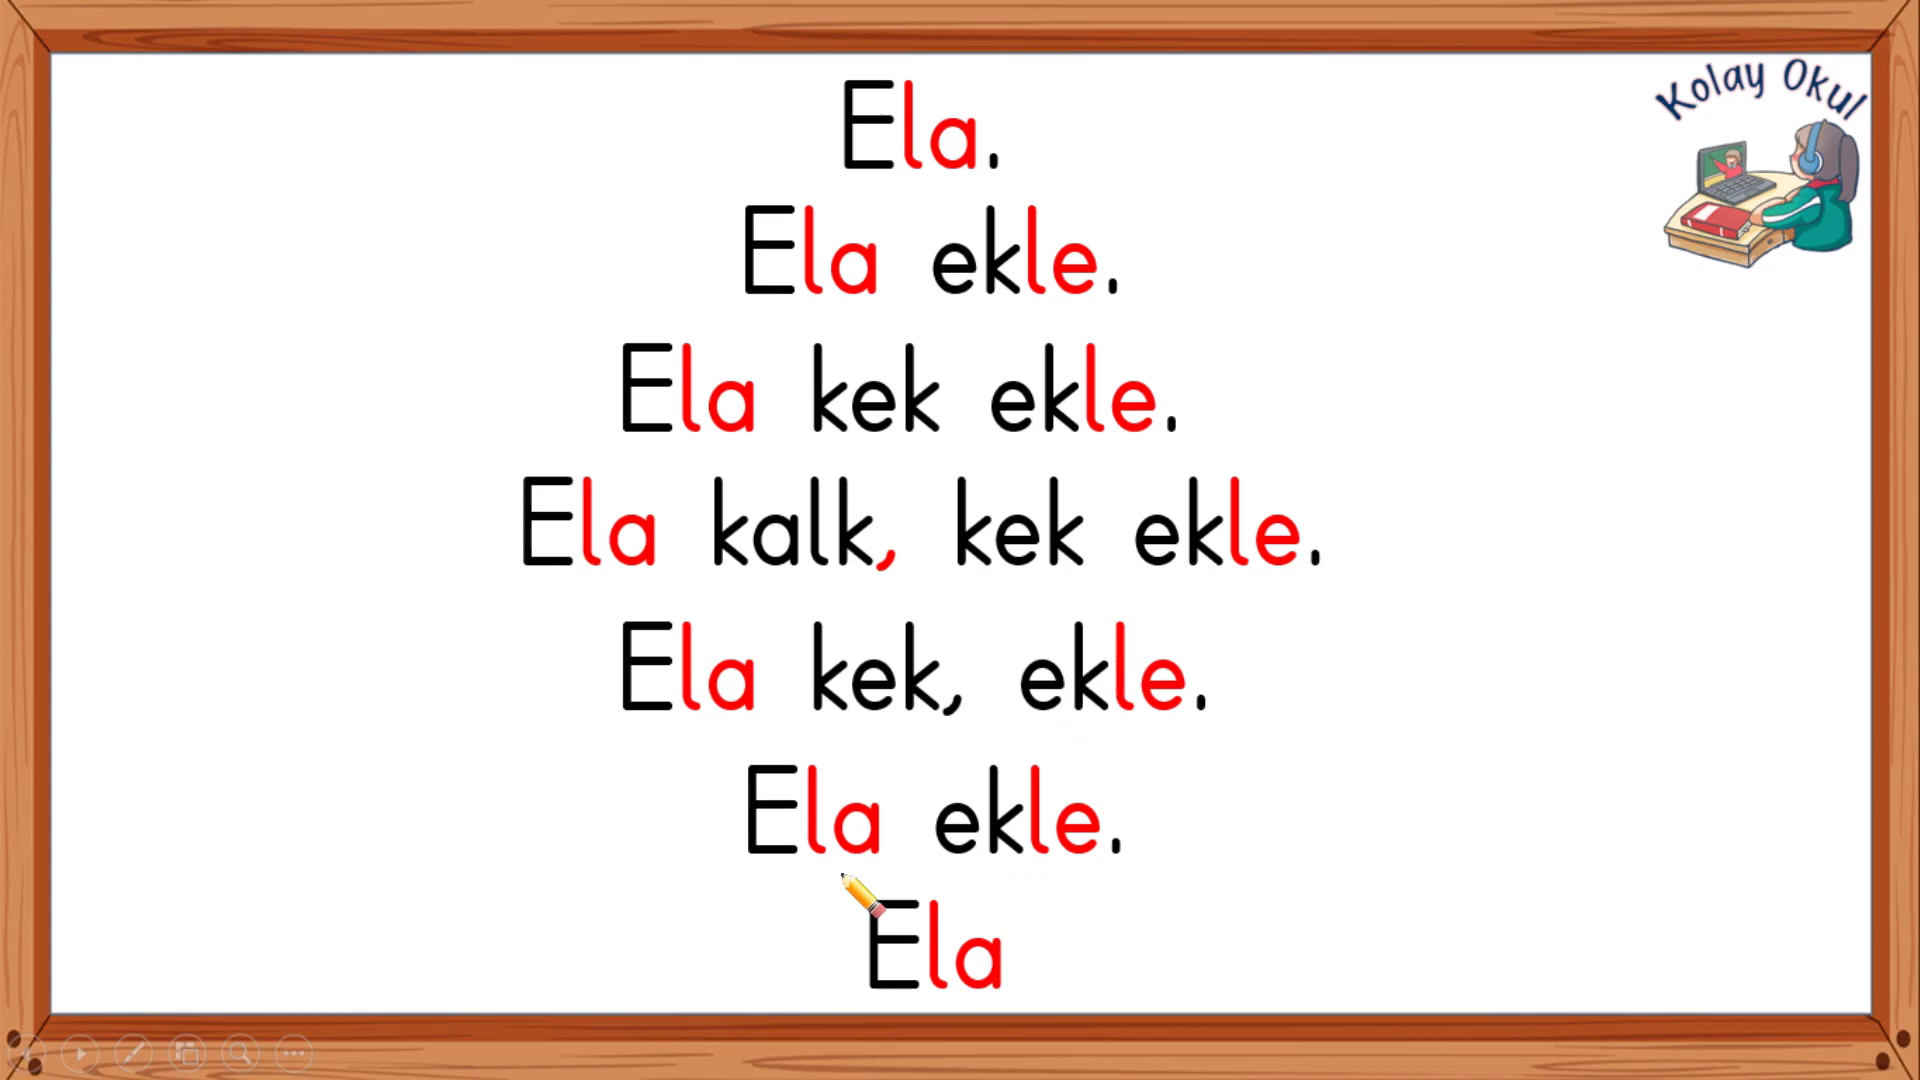 Kolay Okul
Ela.
Ela ekle.
Ela kek ekle.
Ela kalk, kek ekle.
Ela kek, ekle.
Ela ekle.
Ela